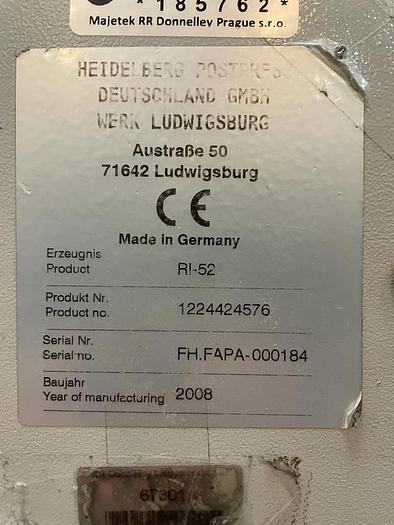 *185762*
Majetek RR Donnelley Prague s.r.o.
HEIDELBERG POSTPRESS
DEUTSCHLAND GMBH
WERK LUDWIGSBURG
Austraße 50
71642 Ludwigsburg
CE
Made in Germany
Erzeugnis
Product RI-52
Produkt Nr.
Product no. 1224424576
Serial Nr.
Serial no. FH.FAPA-000184
Baujahr
Year of manufacturing 2008
67301